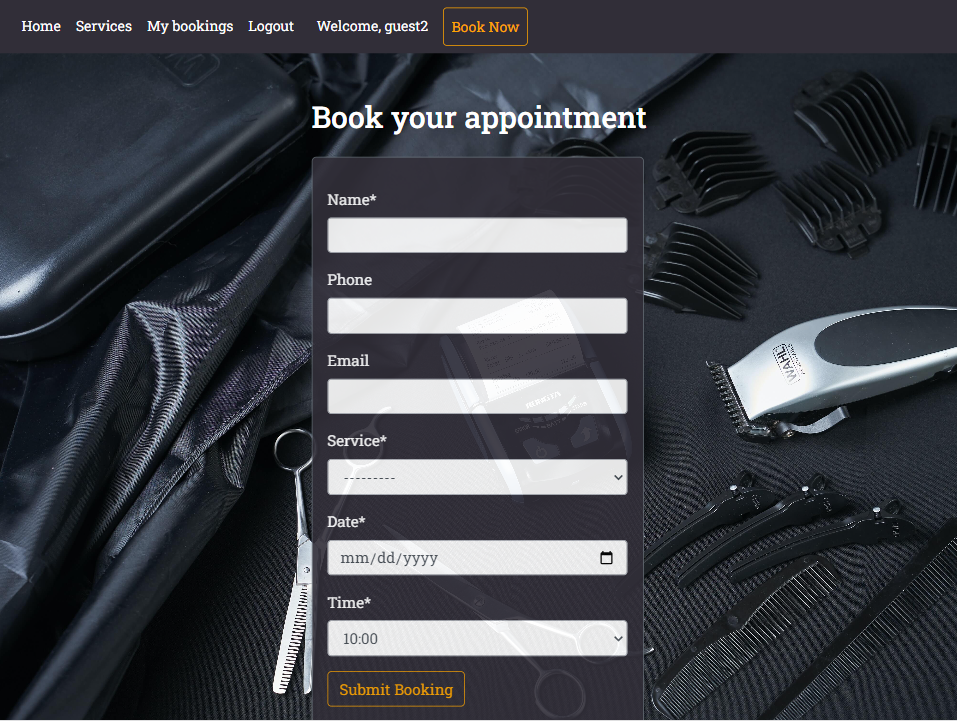 Home Services My bookings Logout Welcome, guest2 Book Now
Book your appointment
Name*
Phone
Email
Service*
---------
Date*
mm/dd/yyyy
Time*
10:00
Submit Booking
WAHL